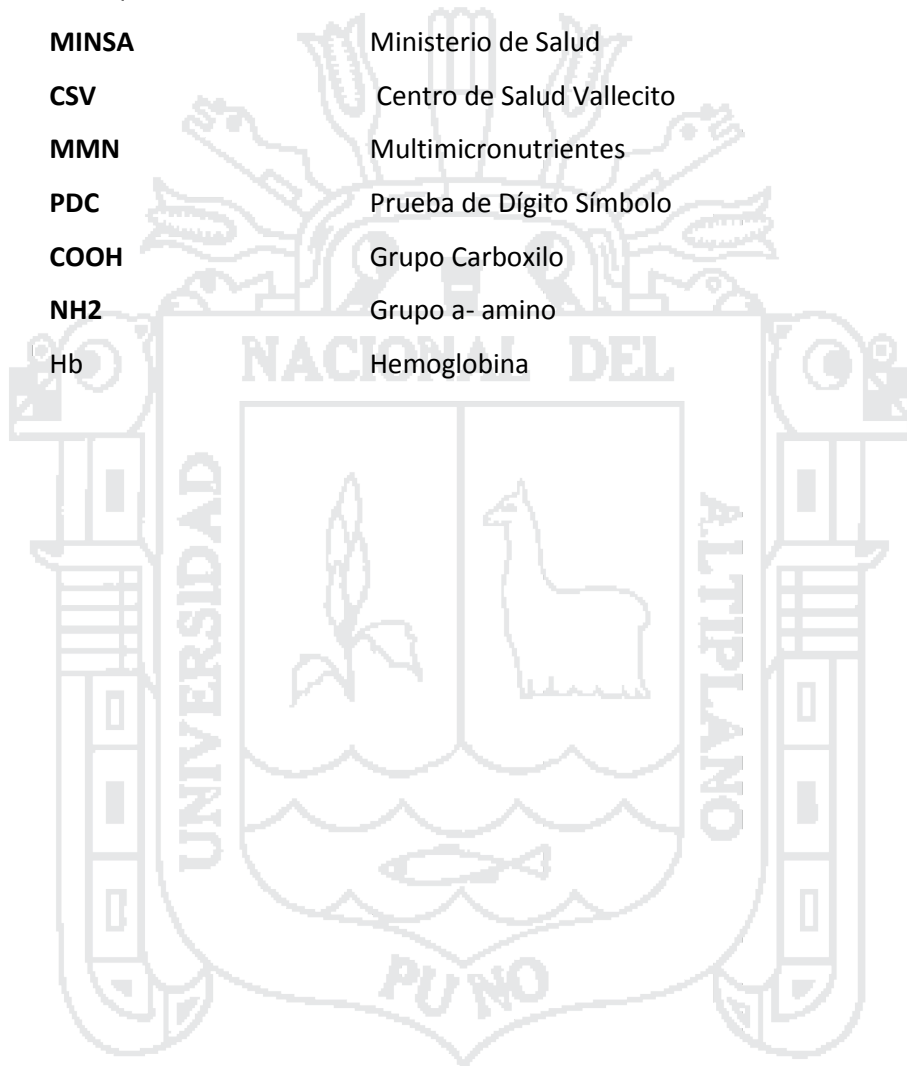 MINSA Ministerio de Salud
CSV Centro de Salud Vallecito
MMN Multimicronutrientes
PDC Prueba de Dígito Símbolo
COOH Grupo Carboxilo
NH2 Grupo a- amino
Hb Hemoglobina
NACIONAL DEL
UNIVERSIDAD
ALTIPLANO
PUNO